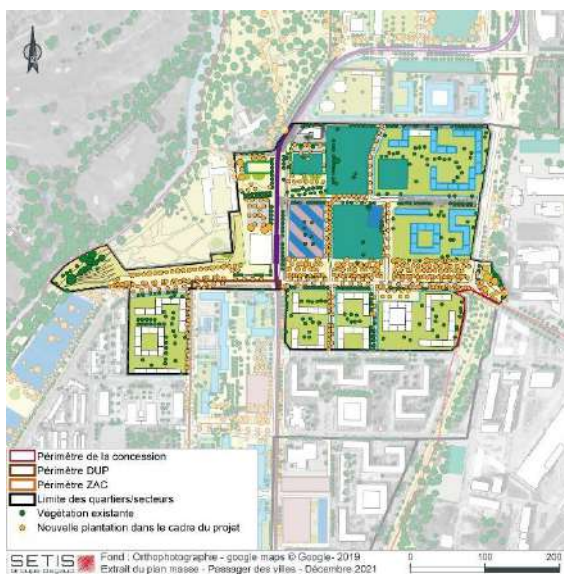 Périmètre de la concession
Périmètre DUP
Périmètre ZAC
Limite des quartiers/secteurs
Végétation existante
Nouvelle plantation dans le cadre du projet
SETIS
Fond : Orthophotographie - google maps © Google- 2019
Extrait du plan masse - Passager des villes - Décembre 2021
0 100 200